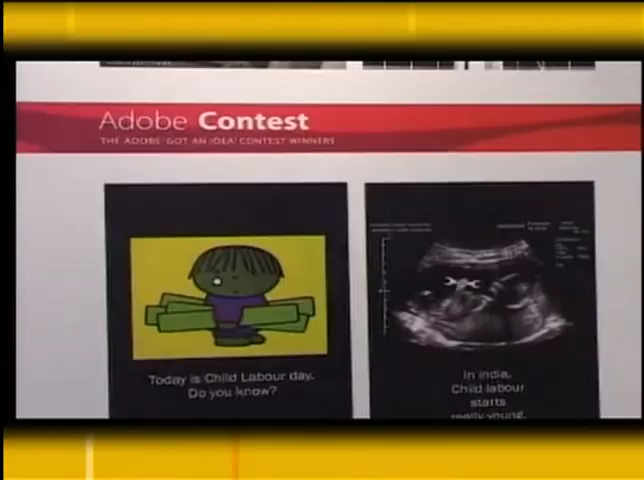 Adobe Contest
THE ADOBE 'GOT AN IDEA' CONTEST WINNERS
Today is Child Labour day.
Do you know?
In india,
Child labour
starts
really young.